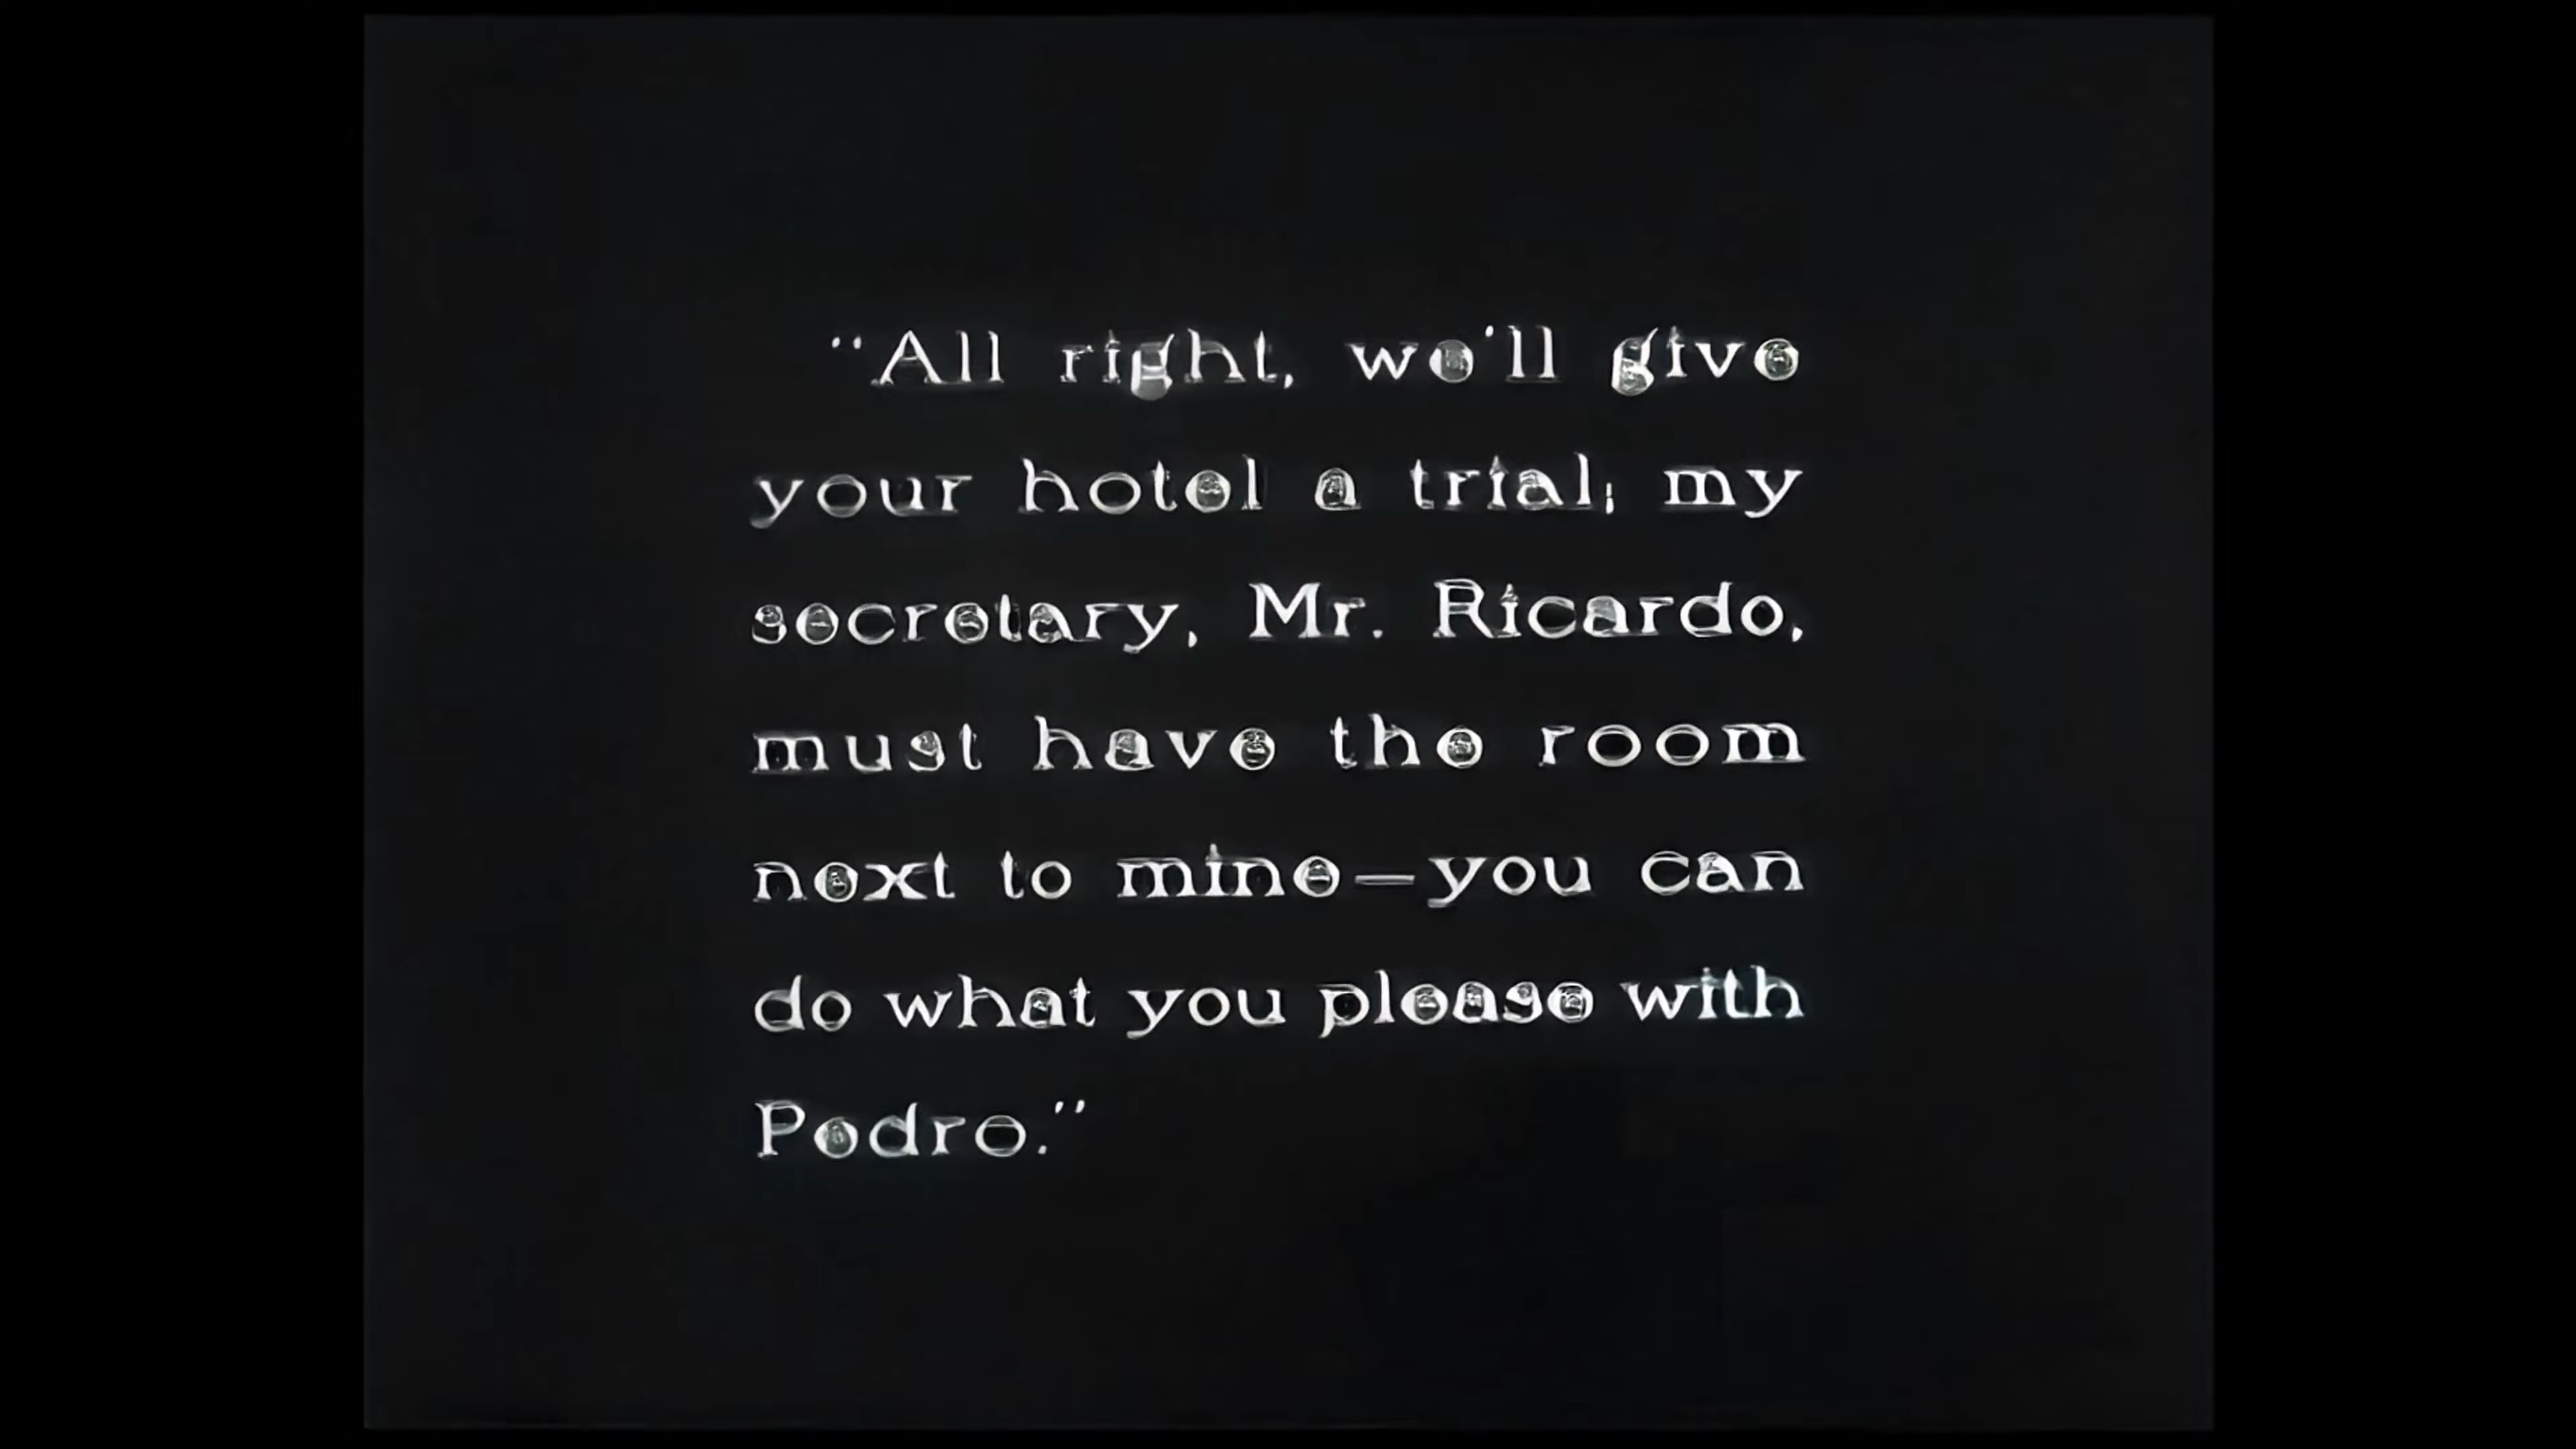 "All right, we'll give
your hotel a trial; my
secretary, Mr. Ricardo,
must have the room
next to mine—you can
do what you please with
Pedro."